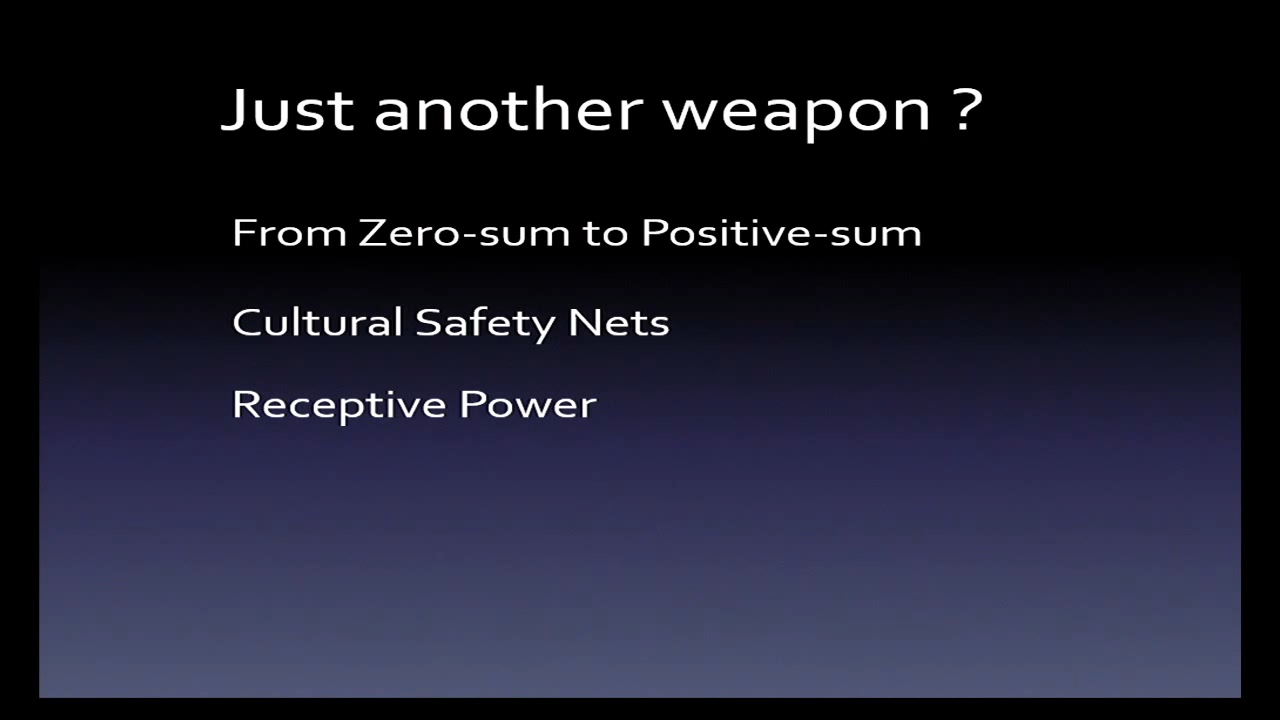 Just another weapon ?
From Zero-sum to Positive-sum
Cultural Safety Nets
Receptive Power